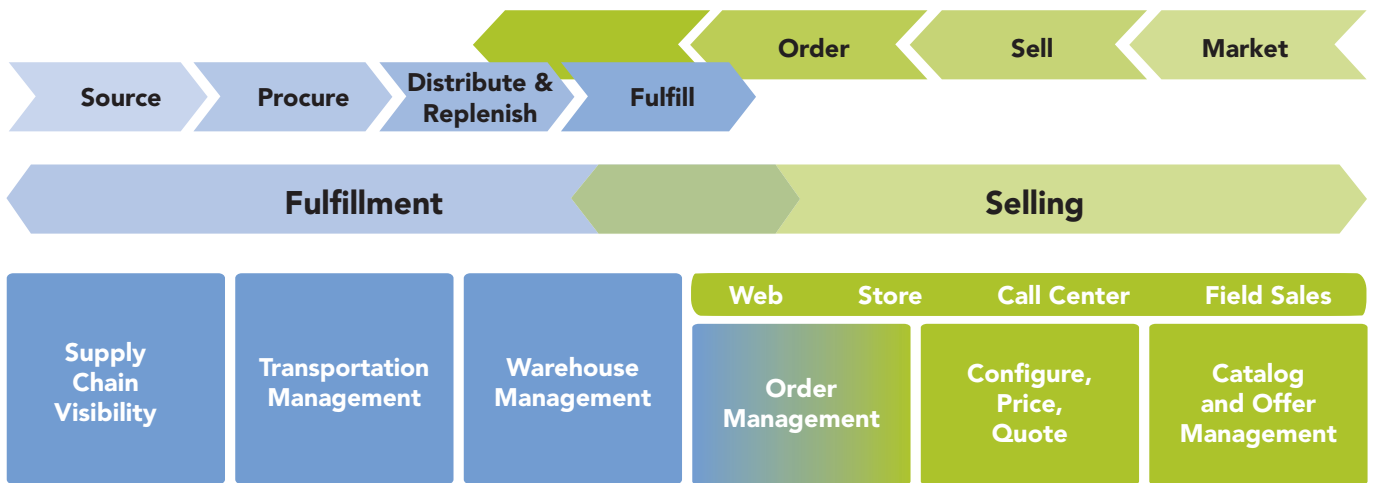 Order Sell Market
Source Procure Distribute &
Replenish Fulfill
Fulfillment Selling
Web Store Call Center Field Sales
Supply
Chain
Visibility
Transportation
Management
Warehouse
Management
Order
Management
Configure,
Price,
Quote
Catalog
and Offer
Management